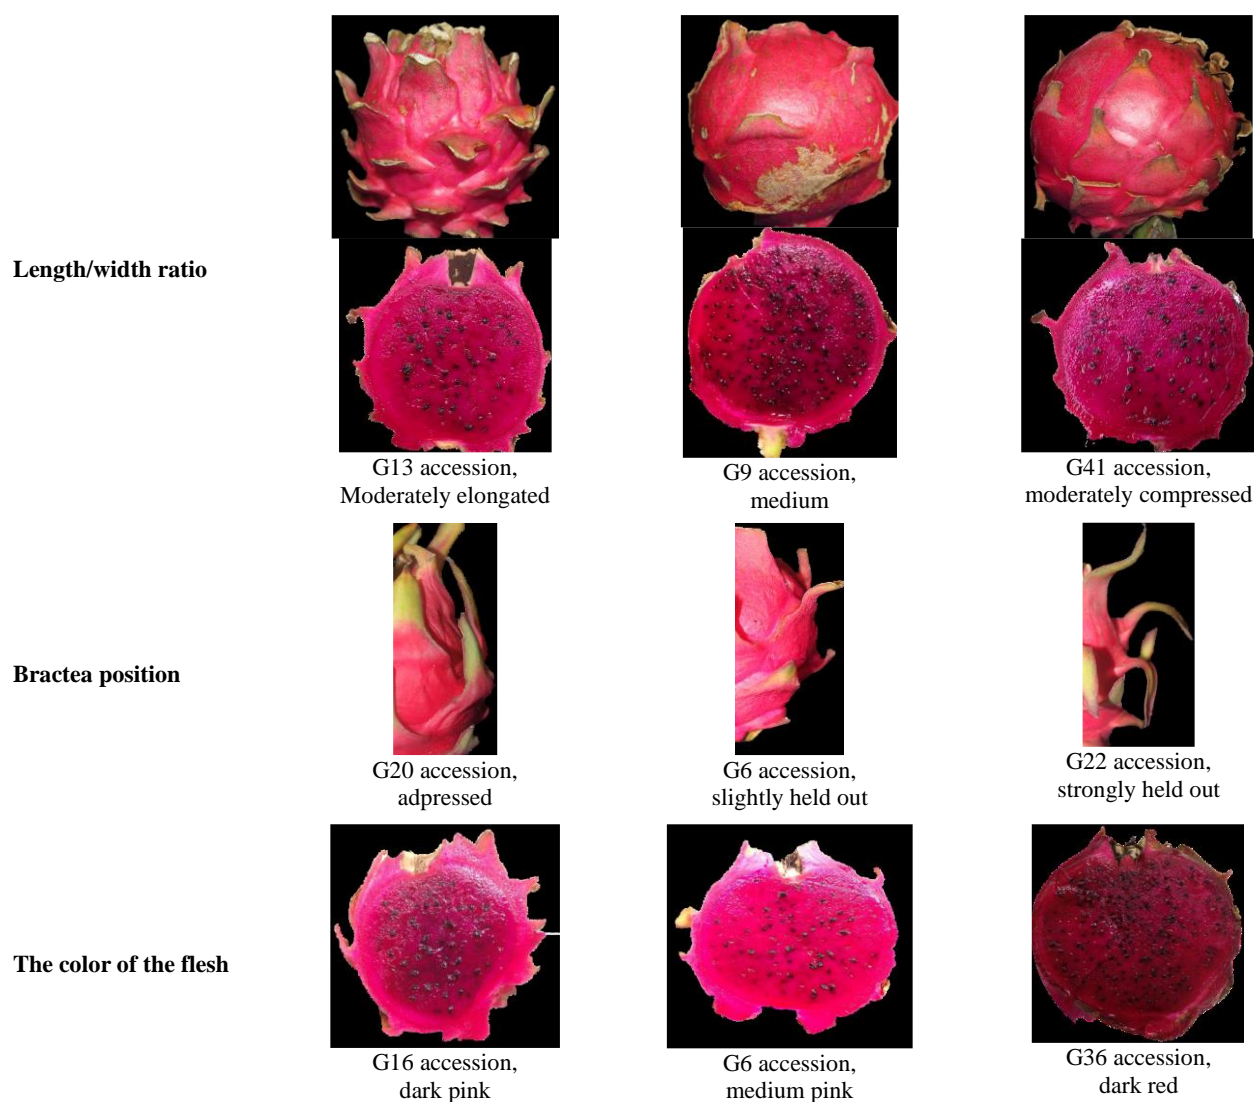 Length/width ratio
G13 accession,
Moderately elongated
G9 accession,
medium
G41 accession,
moderately compressed
Bractea position
G20 accession,
adpressed
G6 accession,
slightly held out
G22 accession,
strongly held out
The color of the flesh
G16 accession,
dark pink
G6 accession,
medium pink
G36 accession,
dark red